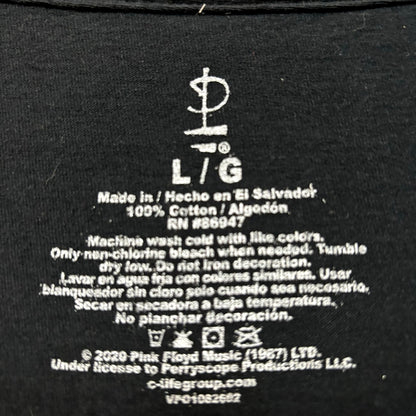 ®
L / G
Made in / Hecho en El Salvador
100% Cotton / Algodón
RN #86947
Machine wash cold with like colors.
Only non-chlorine bleach when needed. Tumble
dry low. Do not iron decoration.
Lavar en agua fria con colores similares. Usar
blanqueador sin cloro solo cuando sea necesario.
Secar en secadora a baja temperatura.
No planchar decoración.
© 2020 Pink Floyd Music (1987) LTD.
Under license to Perryscope Productions LLC.
c-lifegroup.com
VPO1082692